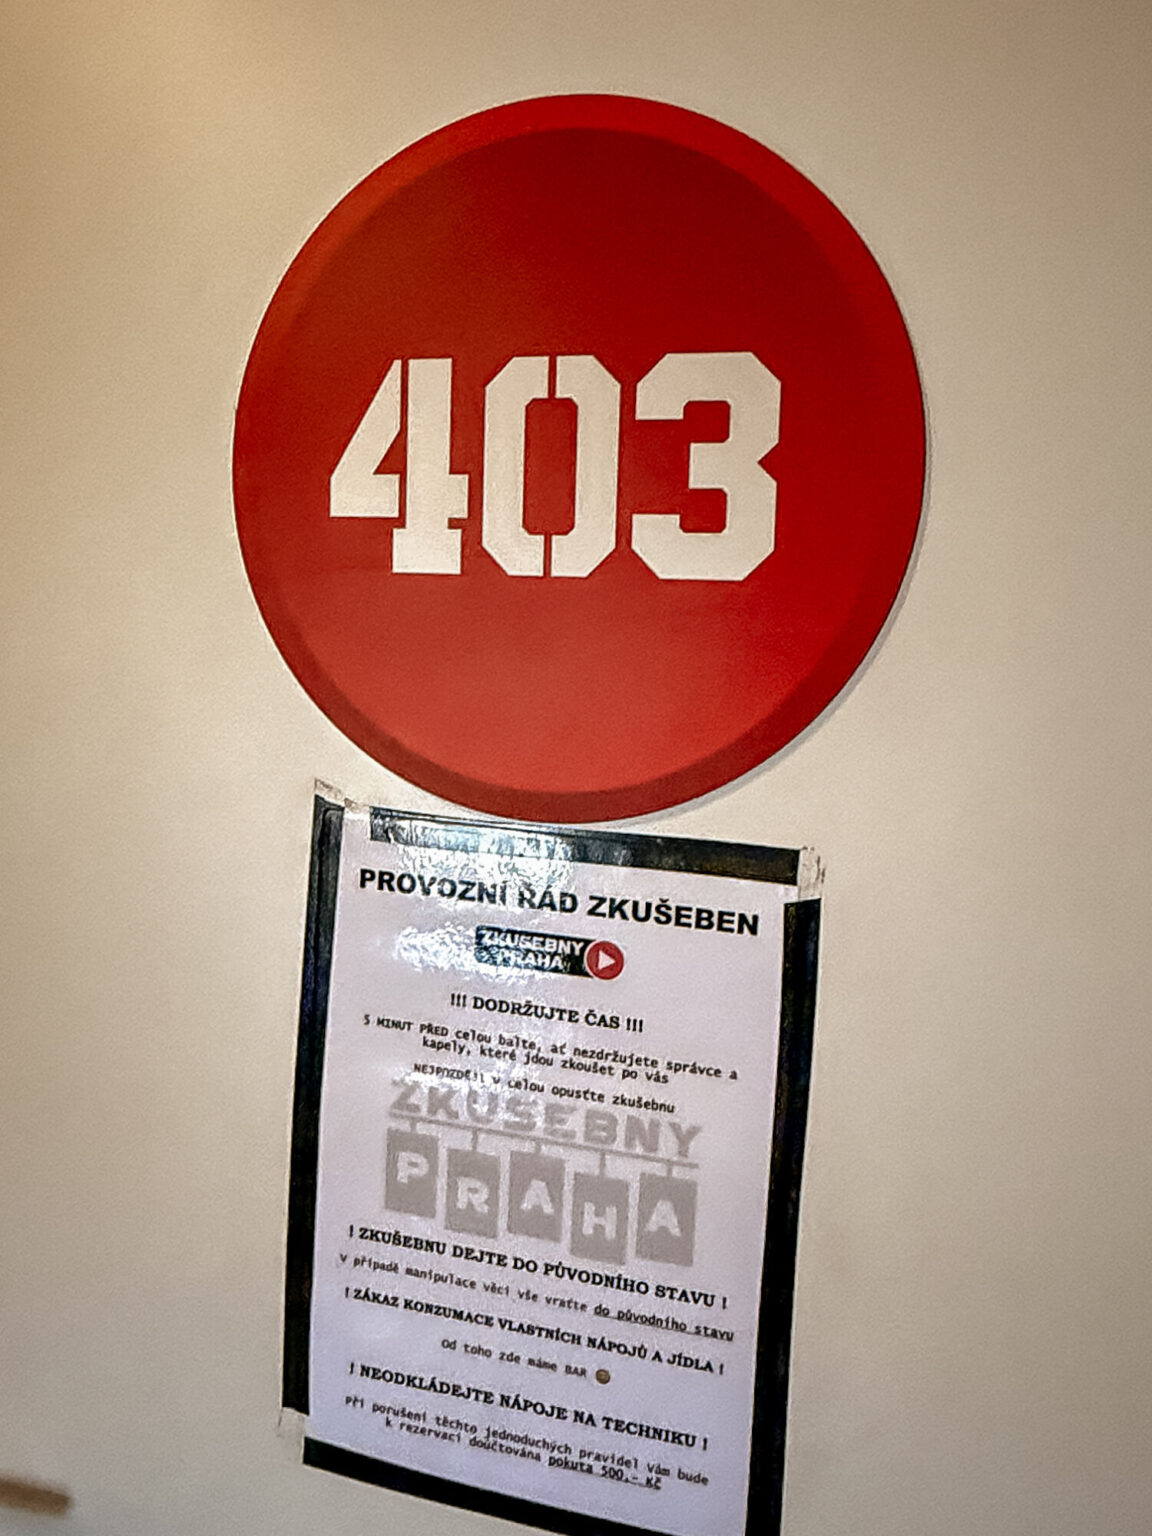 403
PROVOZNÍ ŘÁD ZKUŠEBEN
ZKUŠEBNY
PRAHA
!!! DODRŽUJTE ČAS !!!
5 MINUT PŘED celou balte, ať nezdržujete správce a
kapely, které jdou zkoušet po vás
NEJPOZDĚJI v celou opusťte zkušebnu
ZKUŠEBNY
PRAHA
! ZKUŠEBNU DEJTE DO PŮVODNÍHO STAVU !
V případě manipulace věcí vše vraťte do původního stavu
! ZÁKAZ KONZUMACE VLASTNÍCH NÁPOJŮ A JÍDLA !
Od toho zde máme BAR
! NEODKLÁDEJTE NÁPOJE NA TECHNIKU !
Při porušení těchto jednoduchých pravidel Vám bude
k rezervaci doúčtována pokuta 500,- Kč